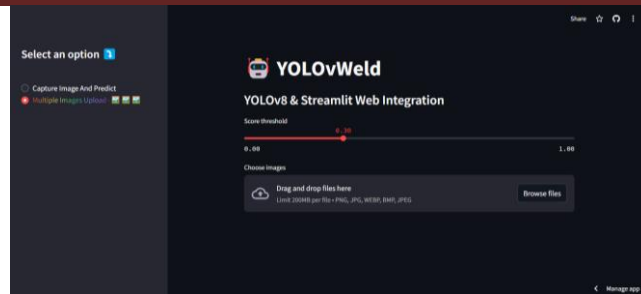 Share
Select an option
YOLOvWeld
Capture Image And Predict
Multiple Images Upload
YOLOv8 & Streamlit Web Integration
Score threshold
0.30
0.00
1.00
Choose images
Drag and drop files here
Limit 200MB per file • PNG, JPG, WEBP, BMP, JPEG
Browse files
Manage app